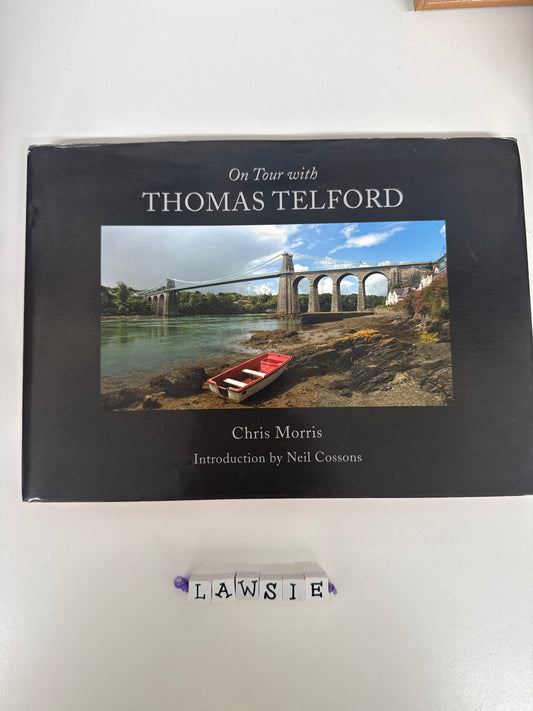 On Tour with
THOMAS TELFORD
Chris Morris
Introduction by Neil Cossons
LAWSIE